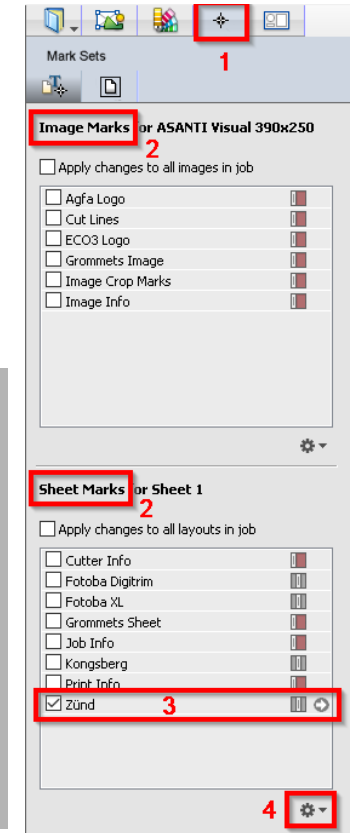 Mark Sets
1
Image Marks or ASANTI Visual 390x250
2
Apply changes to all images in job
Agfa Logo
Cut Lines
ECO3 Logo
Grommets Image
Image Crop Marks
Image Info
Sheet Marks or Sheet 1
2
Apply changes to all layouts in job
Cutter Info
Fotoba Digitrim
Fotoba XL
Grommets Sheet
Job Info
Kongsberg
Print Info
Zünd 3
4